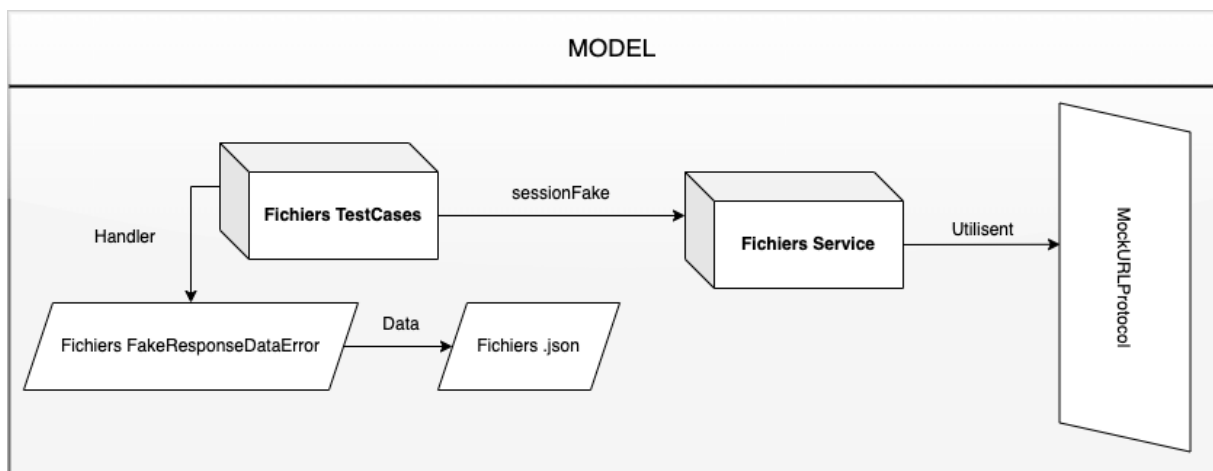 MODEL
Fichiers TestCases
sessionFake
Fichiers Service
Utilisent
MockURLProtocol
Handler
Fichiers FakeResponseDataError
Data
Fichiers .json